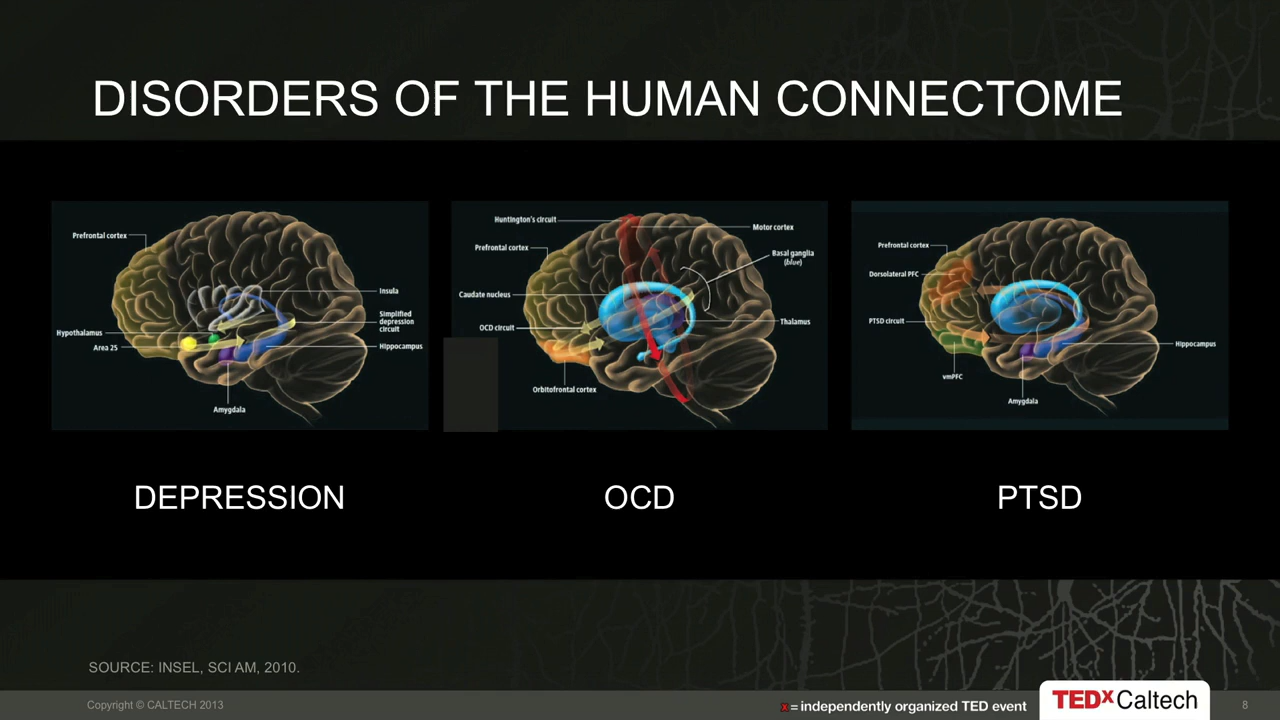 DISORDERS OF THE HUMAN CONNECTOME
Prefrontal cortex
Insula
Simplified
depression
circuit
Hypothalamus
Area 25
Hippocampus
Amygdala
Huntington's circuit
Motor cortex
Prefrontal cortex
Basal ganglia
(blue)
Caudate nucleus
Thalamus
OCD circuit
Orbitofrontal cortex
Prefrontal cortex
Dorsolateral PFC
PTSD circuit
Hippocampus
vmPFC
Amygdala
DEPRESSION
OCD
PTSD
SOURCE: INSEL, SCI AM, 2010.
Copyright © CALTECH 2013
x = independently organized TED event
TEDxCaltech
8